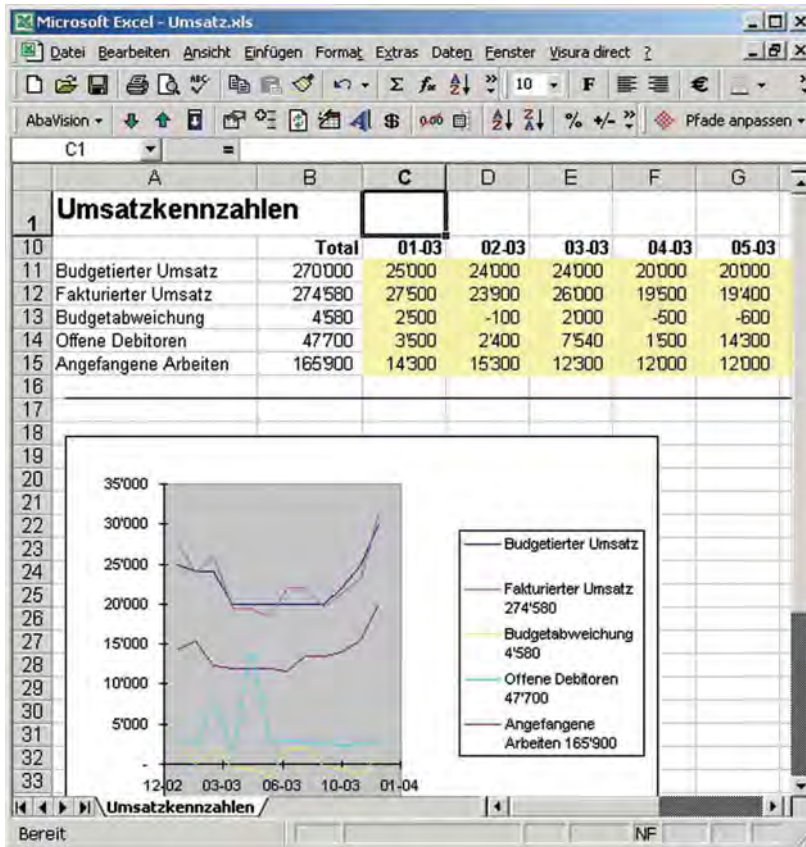 Microsoft Excel - Umsatz.xls
Datei Bearbeiten Ansicht Einfügen Format Extras Daten Fenster Visura direct ?
ABC Σ fx A Z 10 F €
AbaVision $ 0.00 A Z Z A % +/- Pfade anpassen
C1 =
A B C D E F G
1 Umsatzkennzahlen
10 Total 01-03 02-03 03-03 04-03 05-03
11 Budgetierter Umsatz 270'000 25'000 24'000 24'000 20'000 20'000
12 Fakturierter Umsatz 274'580 27'500 23'900 26'000 19'500 19'400
13 Budgetabweichung 4'580 2'500 -100 2'000 -500 -600
14 Offene Debitoren 47'700 3'500 2'400 7'540 1'500 14'300
15 Angefangene Arbeiten 165'900 14'300 15'300 12'300 12'000 12'000
16
17
18
19
20
21
22
23
24
25
26
27
28
29
30
31
32
33
35'000
30'000
25'000
20'000
15'000
10'000
5'000
-
12-02 03-03 06-03 10-03 01-04
Budgetierter Umsatz
Fakturierter Umsatz
274'580
Budgetabweichung
4'580
Offene Debitoren
47'700
Angefangene
Arbeiten 165'900
Umsatzkennzahlen
Bereit NF